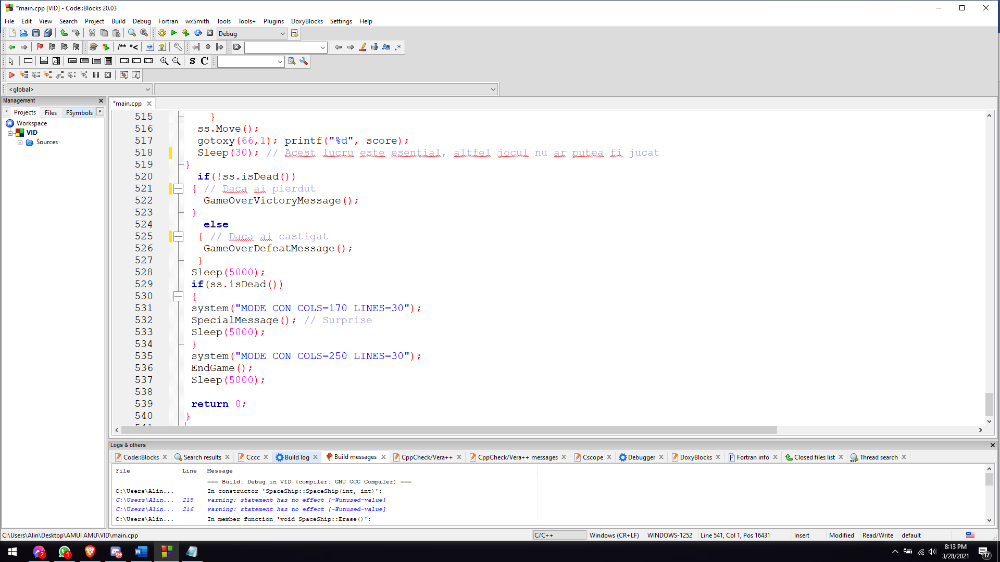 *main.cpp [VID] - Code::Blocks 20.03
File Edit View Search Project Build Debug Fortran wxSmith Tools Tools+ Plugins DoxyBlocks Settings Help
Debug
/** *<
S C
<global>
Management
*main.cpp
Projects Files FSymbols
Workspace
VID
Sources
515 }
516 ss.Move();
517 gotoxy(66,1); printf("%d", score);
518 Sleep(30); // Acest lucru este esential, altfel jocul nu ar putea fi jucat
519 }
520 if(!ss.isDead())
521 { // Daca ai pierdut
522 GameOverVictoryMessage();
523 }
524 else
525 { // Daca ai castigat
526 GameOverDefeatMessage();
527 }
528 Sleep(5000);
529 if(ss.isDead())
530 {
531 system("MODE CON COLS=170 LINES=30");
532 SpecialMessage(); // Surprise
533 Sleep(5000);
534 }
535 system("MODE CON COLS=250 LINES=30");
536 EndGame();
537 Sleep(5000);
538
539 return 0;
540 }
541
Logs & others
Code::Blocks Search results Cccc Build log Build messages CppCheck/Vera++ CppCheck/Vera++ messages Cscope Debugger DoxyBlocks Fortran info Closed files list Thread search
File Line Message
=== Build: Debug in VID (compiler: GNU GCC Compiler) ===
C:\Users\Alin... In constructor 'SpaceShip::SpaceShip(int, int)':
C:\Users\Alin... 215 warning: statement has no effect [-Wunused-value]
C:\Users\Alin... 216 warning: statement has no effect [-Wunused-value]
C:\Users\Alin... In member function 'void SpaceShip::Erase()':
C:\Users\Alin\Desktop\AMUI AMU\VID\main.cpp C/C++ Windows (CR+LF) WINDOWS-1252 Line 541, Col 1, Pos 16431 Insert Modified Read/Write default
2 1 9+ 8:13 PM
3/28/2021 17